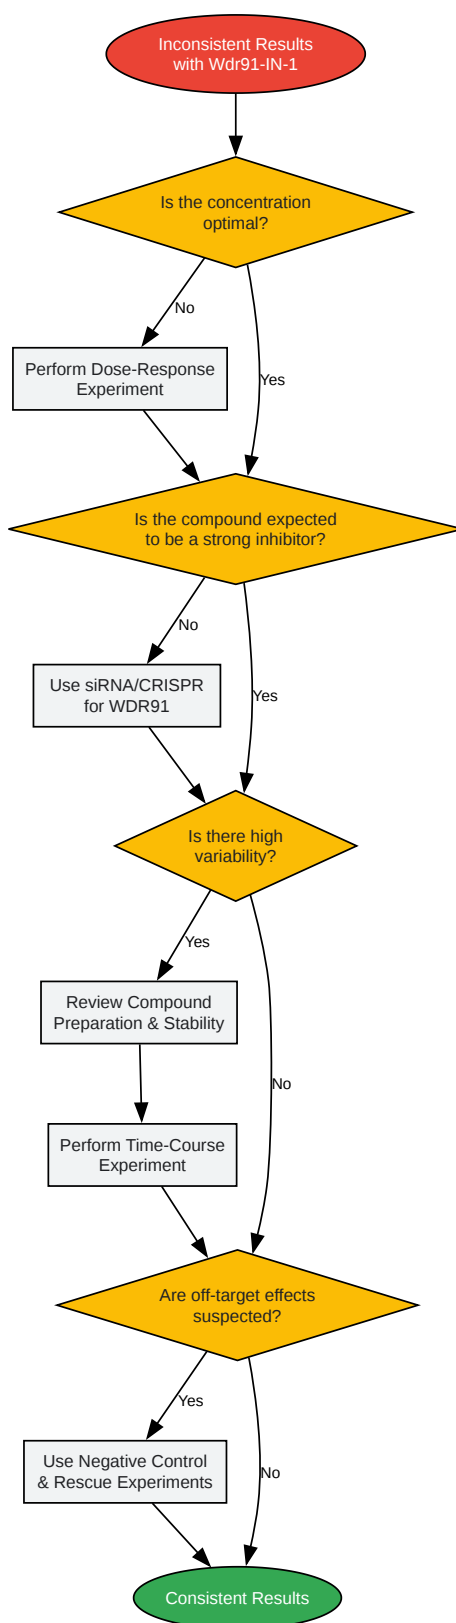 Inconsistent Results
with Wdr91-IN-1
Is the concentration
optimal?
No
Yes
Perform Dose-Response
Experiment
Is the compound expected
to be a strong inhibitor?
No
Yes
Use siRNA/CRISPR
for WDR91
Is there high
variability?
Yes
No
Review Compound
Preparation & Stability
Perform Time-Course
Experiment
Are off-target effects
suspected?
Yes
No
Use Negative Control
& Rescue Experiments
Consistent Results